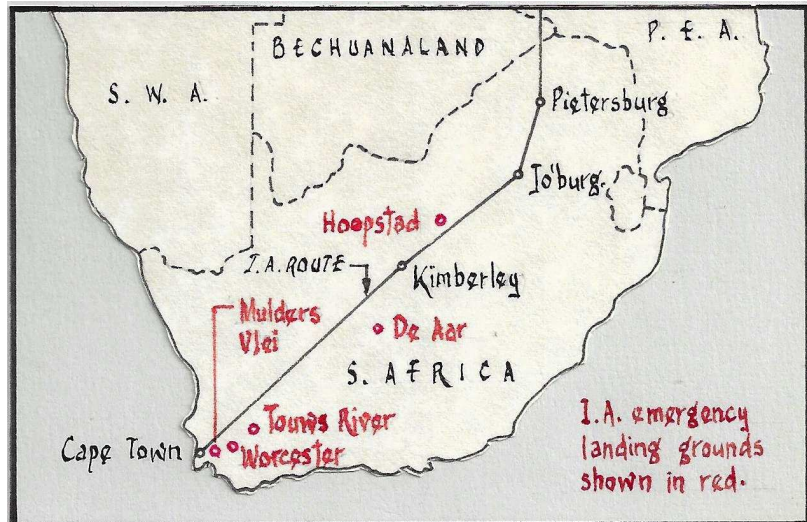 BECHUANALAND
P. E. A.
S. W. A.
Pietersburg
Jo'burg.
Hoopstad
I.A. ROUTE
Kimberley
Mulders
Vlei
De Aar
S. AFRICA
Touws River
Cape Town
Worcester
I.A. emergency
landing grounds
shown in red.